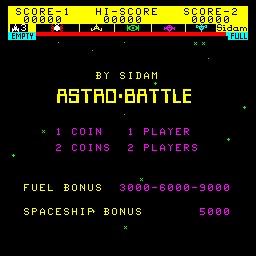 SCORE-1 HI-SCORE SCORE-2
00000 00000 00000
3 Sidam
EMPTY FULL
BY SIDAM
ASTRO·BATTLE
1 COIN 1 PLAYER
2 COINS 2 PLAYERS
FUEL BONUS 3000-6000-9000
SPACESHIP BONUS 5000